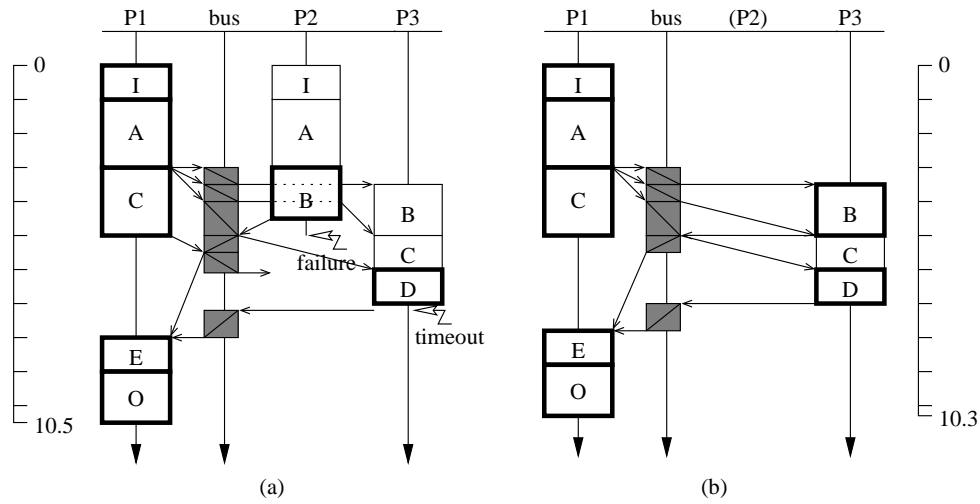 P1 bus P2 P3
0
I I
A A
C B B
failure
C
D
timeout
E
O
10.5
(a)
P1 bus (P2) P3
0
I
A
C B
C
D
E
O
10.3
(b)